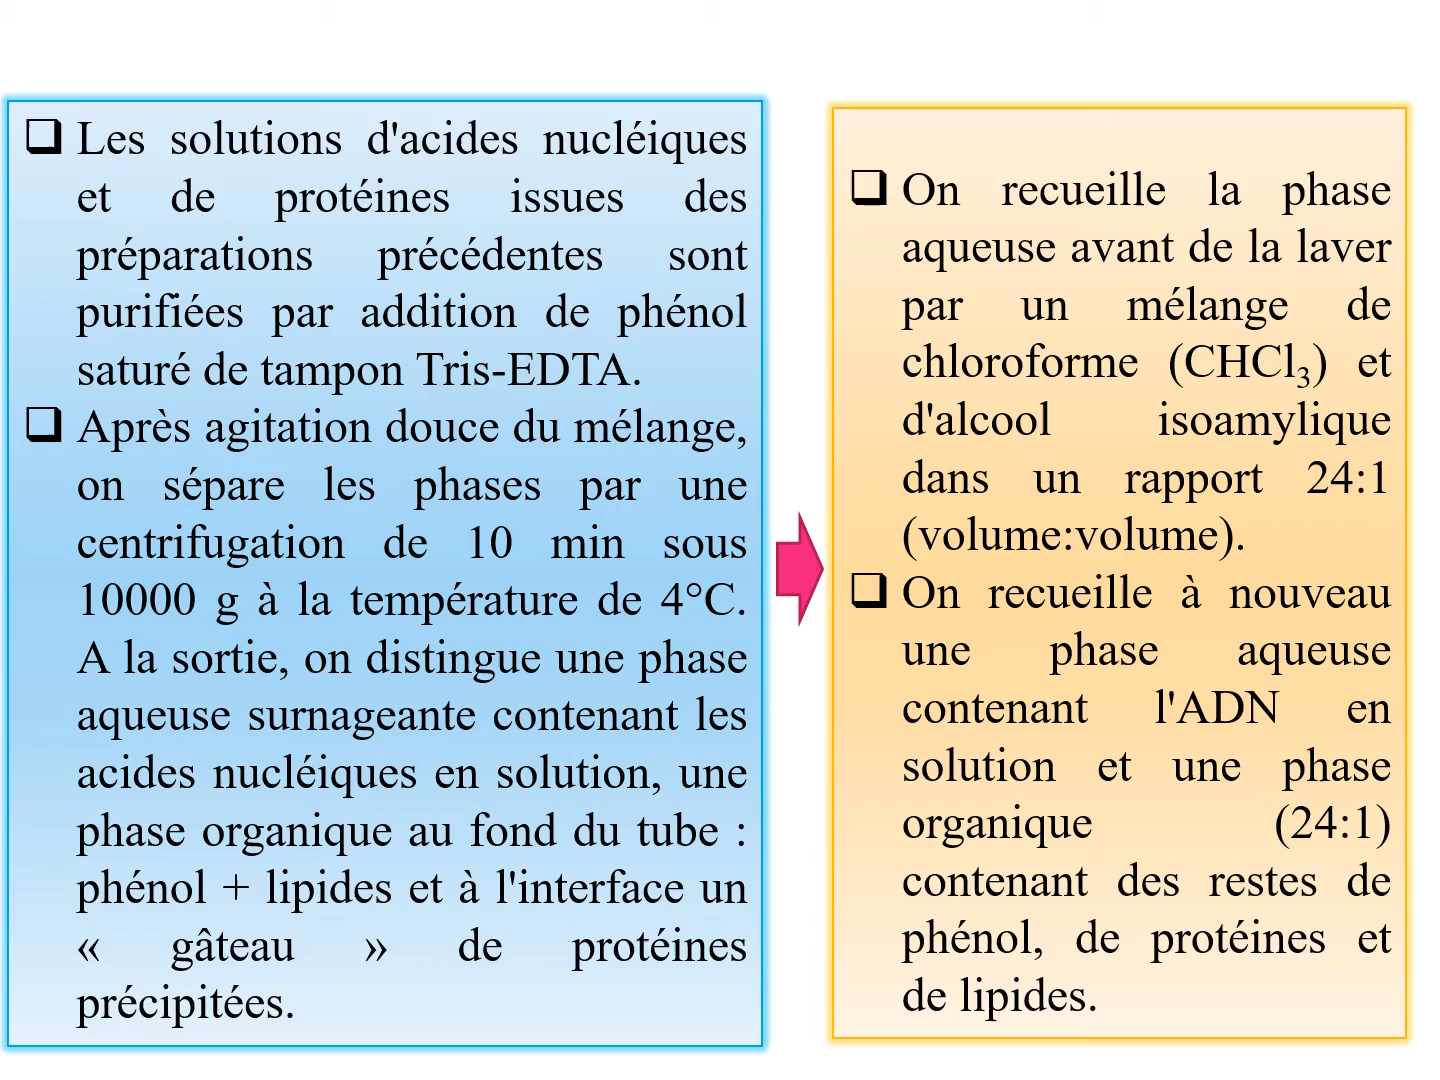 Les solutions d'acides nucléiques
et de protéines issues des
préparations précédentes sont
purifiées par addition de phénol
saturé de tampon Tris-EDTA.
Après agitation douce du mélange,
on sépare les phases par une
centrifugation de 10 min sous
10000 g à la température de 4°C.
A la sortie, on distingue une phase
aqueuse surnageante contenant les
acides nucléiques en solution, une
phase organique au fond du tube :
phénol + lipides et à l'interface un
« gâteau » de protéines
précipitées.
On recueille la phase
aqueuse avant de la laver
par un mélange de
chloroforme (CHCl₃) et
d'alcool isoamylique
dans un rapport 24:1
(volume:volume).
On recueille à nouveau
une phase aqueuse
contenant l'ADN en
solution et une phase
organique (24:1)
contenant des restes de
phénol, de protéines et
de lipides.